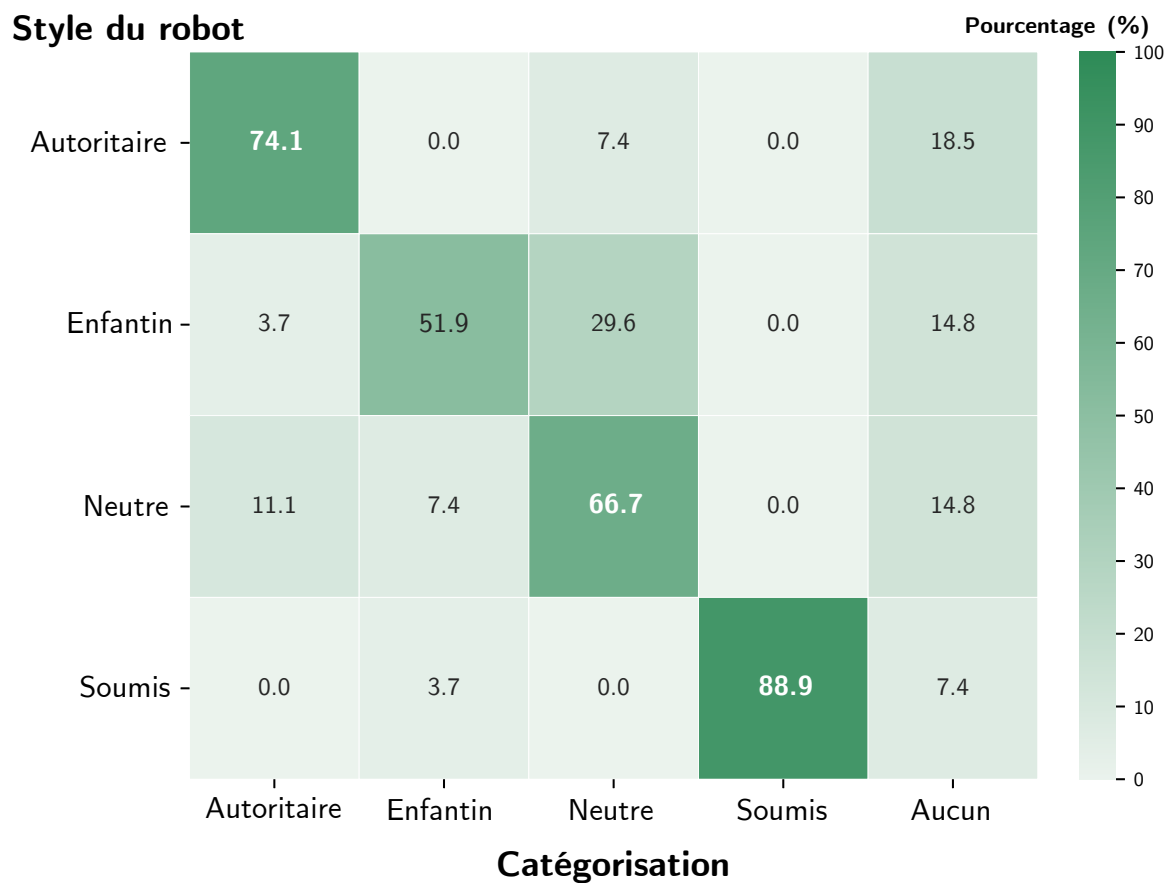 Style du robot
Pourcentage (%)
Autoritaire 74.1 0.0 7.4 0.0 18.5
Enfantin 3.7 51.9 29.6 0.0 14.8
Neutre 11.1 7.4 66.7 0.0 14.8
Soumis 0.0 3.7 0.0 88.9 7.4
Autoritaire Enfantin Neutre Soumis Aucun
Catégorisation
100
90
80
70
60
50
40
30
20
10
0